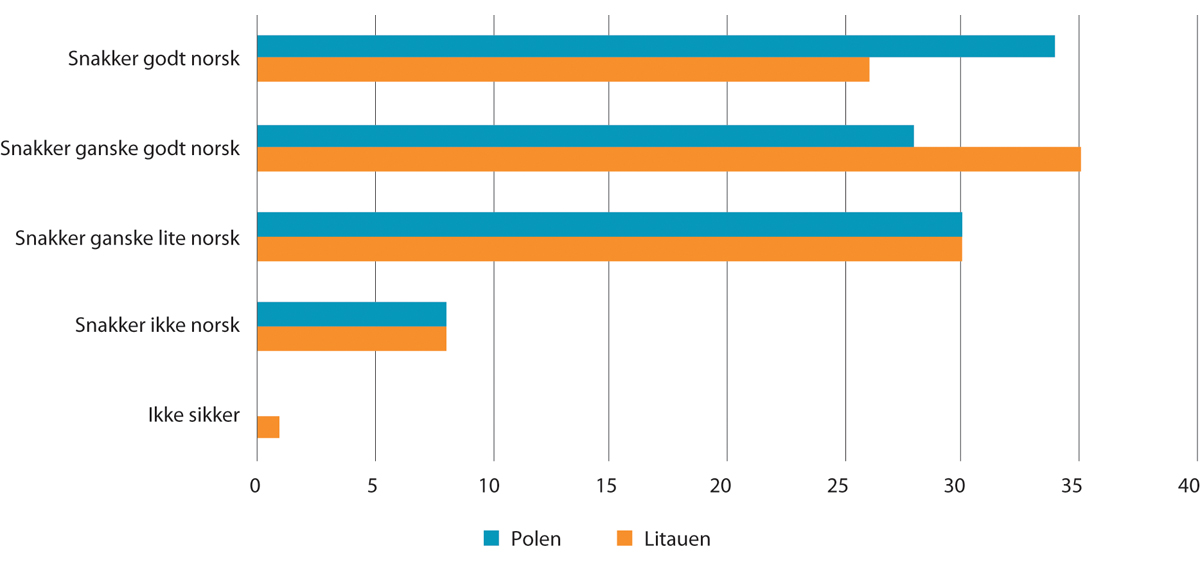 Snakker godt norsk
Snakker ganske godt norsk
Snakker ganske lite norsk
Snakker ikke norsk
Ikke sikker
0 5 10 15 20 25 30 35 40
Polen Litauen